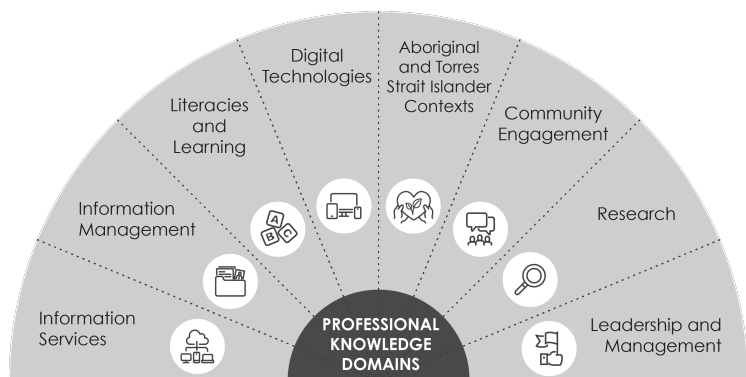 Information
Services
Information
Management
Literacies
and
Learning
Digital
Technologies
Aboriginal
and Torres
Strait Islander
Contexts
Community
Engagement
Research
Leadership and
Management
A
B C
PROFESSIONAL
KNOWLEDGE
DOMAINS